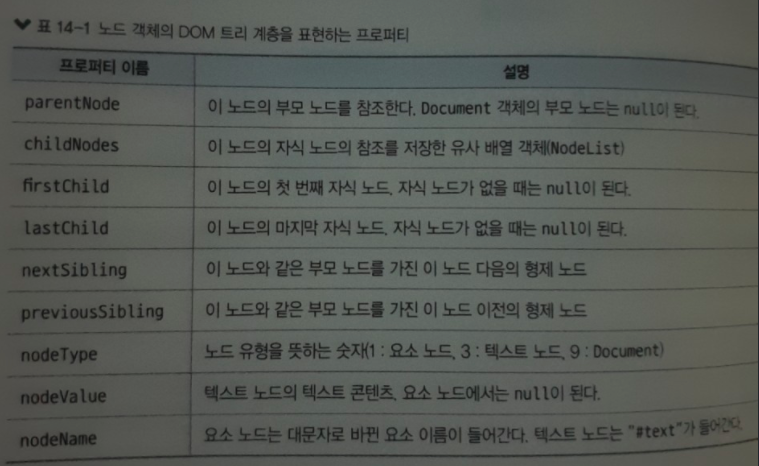 표 14-1 노드 객체의 DOM 트리 계층을 표현하는 프로퍼티
프로퍼티 이름 설명
parentNode 이 노드의 부모 노드를 참조한다. Document 객체의 부모 노드는 null이 된다.
childNodes 이 노드의 자식 노드의 참조를 저장한 유사 배열 객체(NodeList)
firstChild 이 노드의 첫 번째 자식 노드. 자식 노드가 없을 때는 null이 된다.
lastChild 이 노드의 마지막 자식 노드. 자식 노드가 없을 때는 null이 된다.
nextSibling 이 노드와 같은 부모 노드를 가진 이 노드 다음의 형제 노드
previousSibling 이 노드와 같은 부모 노드를 가진 이 노드 이전의 형제 노드
nodeType 노드 유형을 뜻하는 숫자(1 : 요소 노드, 3 : 텍스트 노드, 9 : Document)
nodeValue 텍스트 노드의 텍스트 콘텐츠. 요소 노드에서는 null이 된다.
nodeName 요소 노드는 대문자로 바뀐 요소 이름이 들어간다. 텍스트 노드는 "#text"가 들어간다.